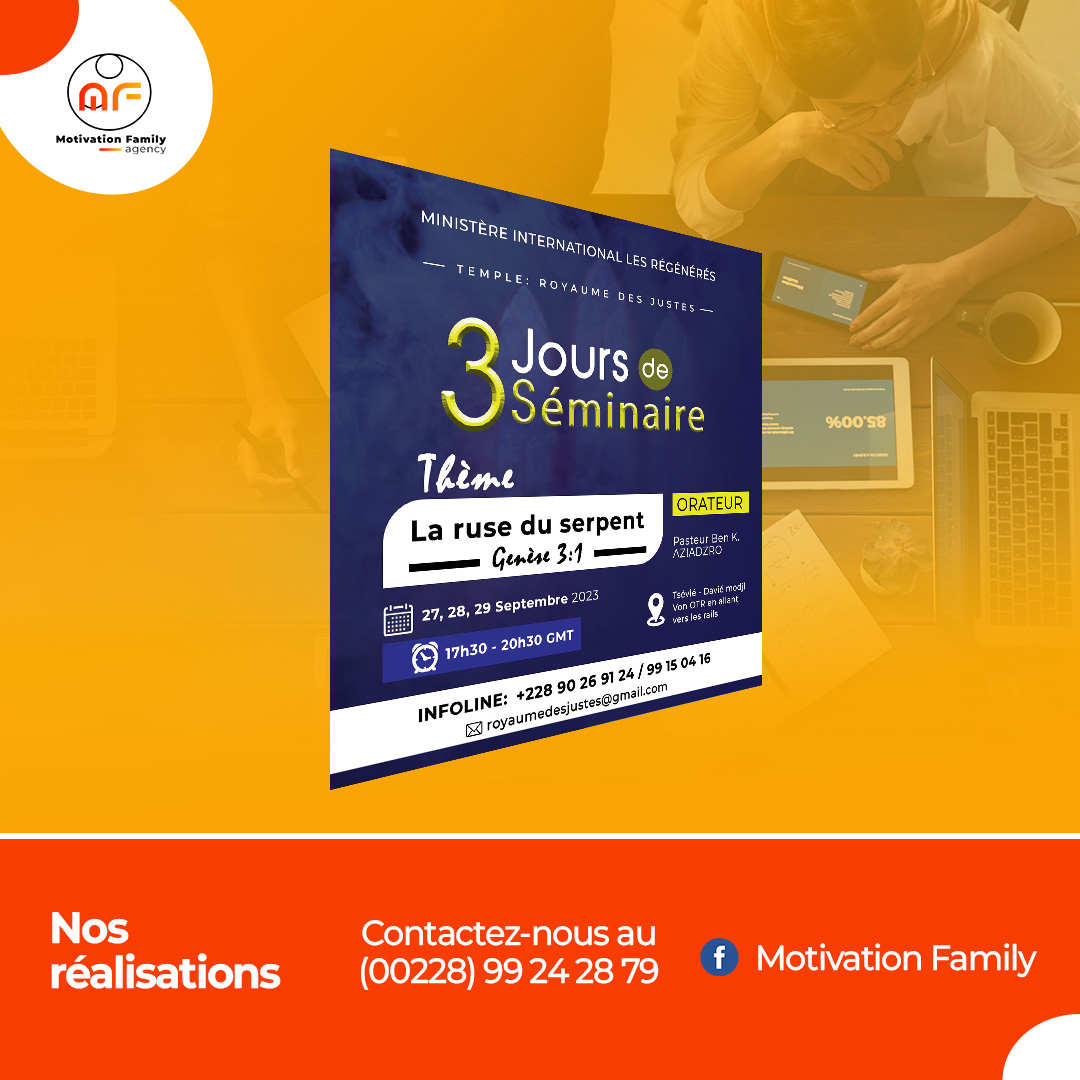 MF
Motivation Family
agency
MINISTÈRE INTERNATIONAL LES RÉGÉNÉRÉS
TEMPLE: ROYAUME DES JUSTES
3 Jours de
Séminaire
Thème
La ruse du serpent
Genèse 3:1
ORATEUR
Pasteur Ben K.
AZIADZRO
27, 28, 29 Septembre 2023
17h30 - 20h30 GMT
Tsévié - Davié modji
Von OTR en allant
vers les rails
INFOLINE: +228 90 26 91 24 / 99 15 04 16
royaumedesjustes@gmail.com
85.00%
Nos
réalisations
Contactez-nous au
(00228) 99 24 28 79
f Motivation Family